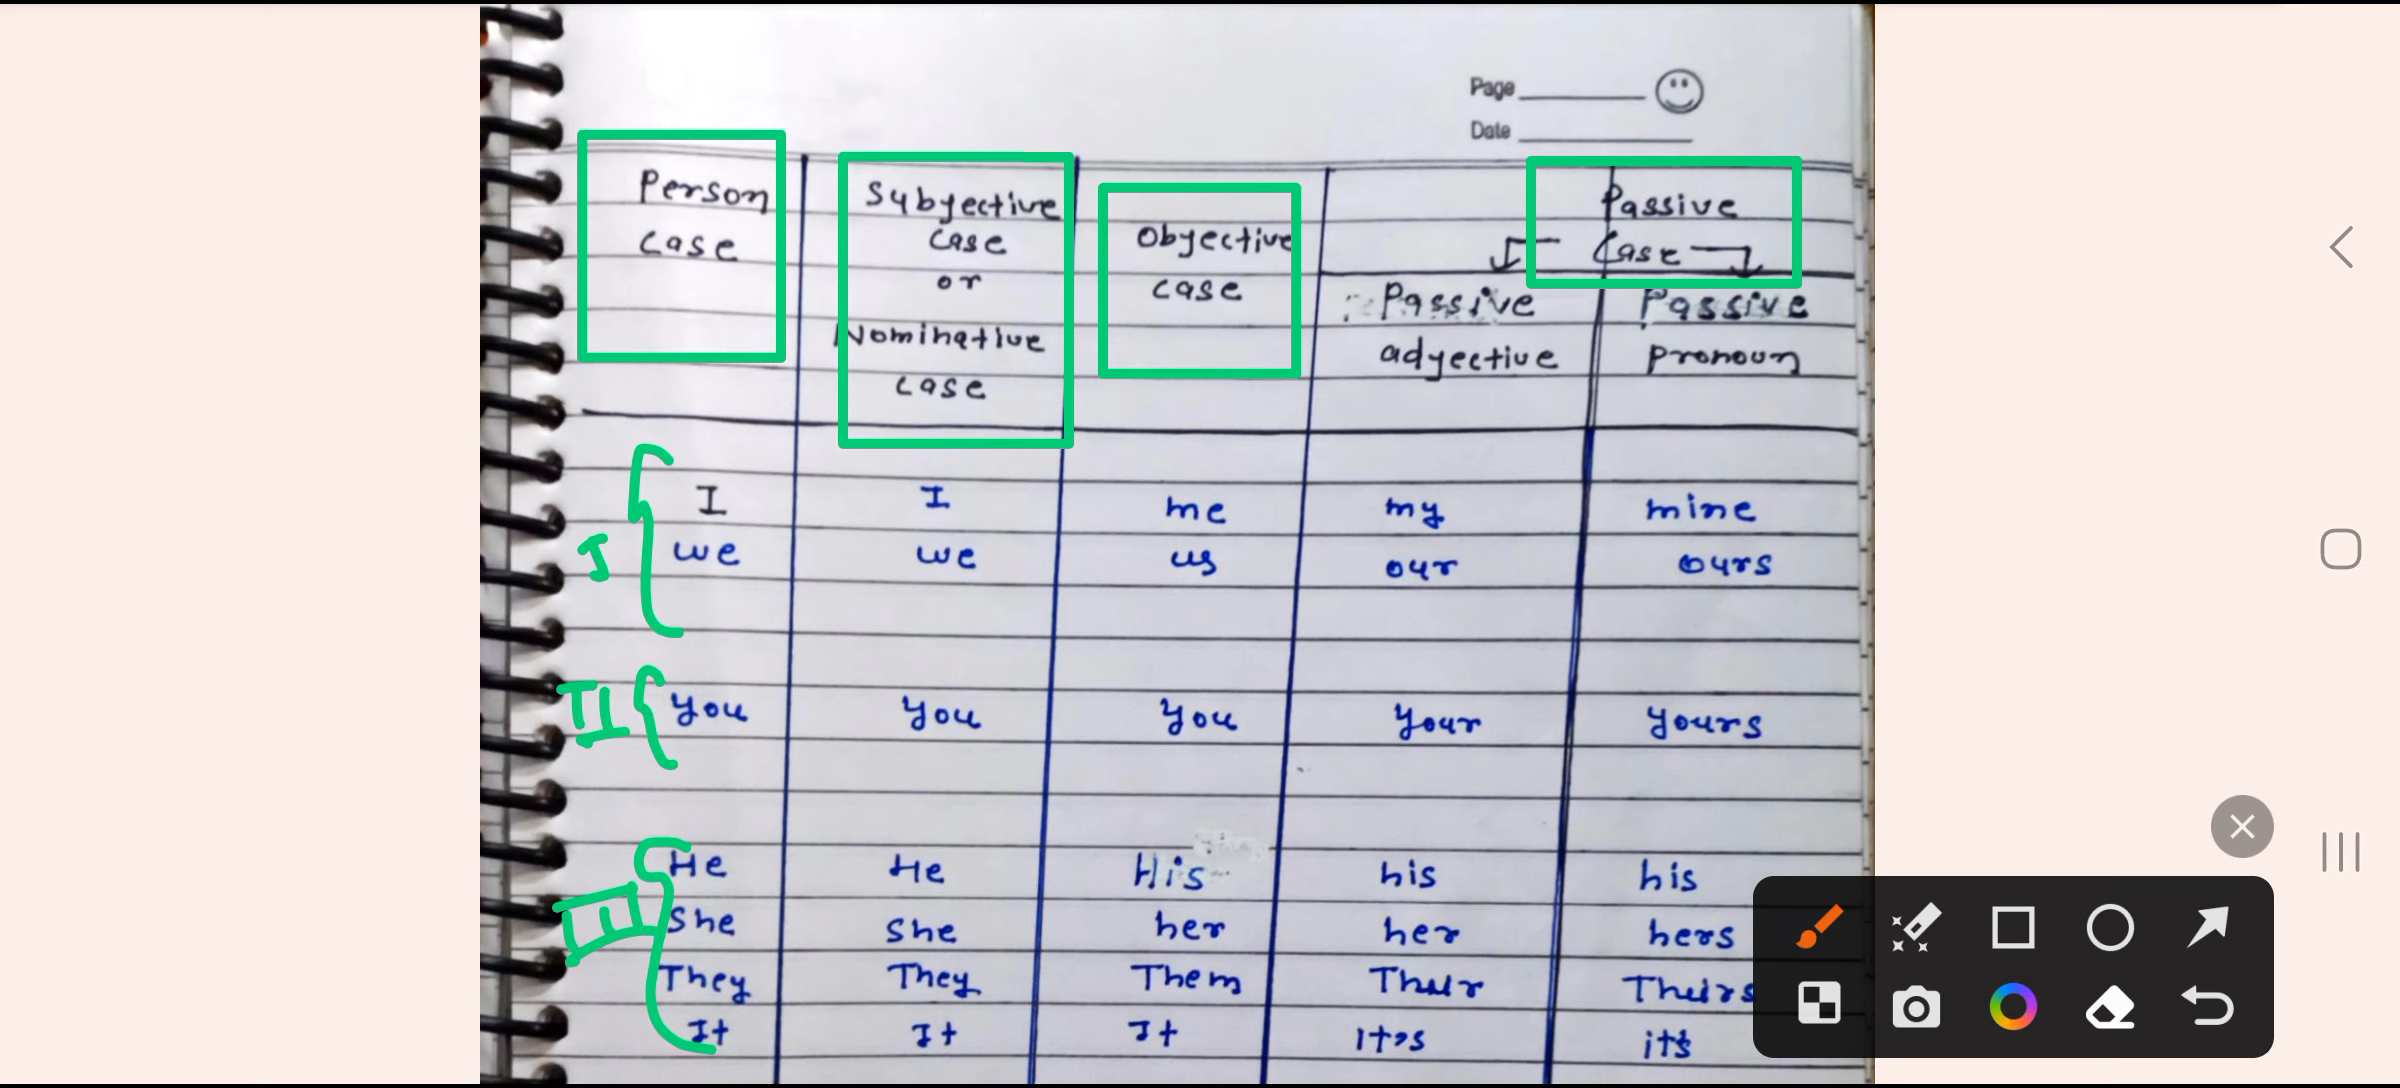 Page
Date
Person Subjective Objective Passive
case case case Case
or Passive Passive
Nominative adjective pronoun
case
I I I me my mine
we we us our ours
II you you you your yours
III He He His his his
She She her her hers
They They Them Their Theirs
It It It It's its